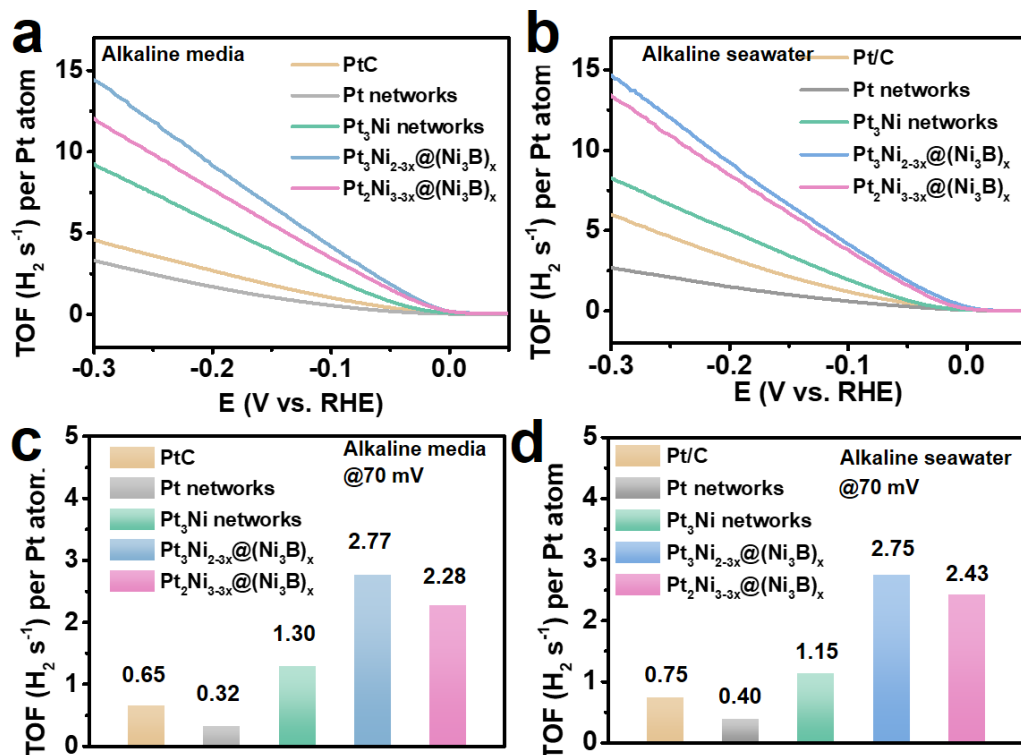 a
Alkaline media
PtC
Pt networks
Pt₃Ni networks
Pt₃Ni₂₋₃ₓ@(Ni₃B)ₓ
Pt₂Ni₃₋₃ₓ@(Ni₃B)ₓ
15
10
5
0
-0.3
-0.2
-0.1
0.0
TOF (H₂ s⁻¹) per Pt atom
E (V vs. RHE)
b
Alkaline seawater
Pt/C
Pt networks
Pt₃Ni networks
Pt₃Ni₂₋₃ₓ@(Ni₃B)ₓ
Pt₂Ni₃₋₃ₓ@(Ni₃B)ₓ
15
10
5
0
-0.3
-0.2
-0.1
0.0
TOF (H₂ s⁻¹) per Pt atom
E (V vs. RHE)
c
Alkaline media
@70 mV
PtC
Pt networks
Pt₃Ni networks
Pt₃Ni₂₋₃ₓ@(Ni₃B)ₓ
Pt₂Ni₃₋₃ₓ@(Ni₃B)ₓ
5
4
3
2
1
0
TOF (H₂ s⁻¹) per Pt atom
0.65
0.32
1.30
2.77
2.28
d
Alkaline seawater
@70 mV
Pt/C
Pt networks
Pt₃Ni networks
Pt₃Ni₂₋₃ₓ@(Ni₃B)ₓ
Pt₂Ni₃₋₃ₓ@(Ni₃B)ₓ
5
4
3
2
1
0
TOF (H₂ s⁻¹) per Pt atom
0.75
0.40
1.15
2.75
2.43